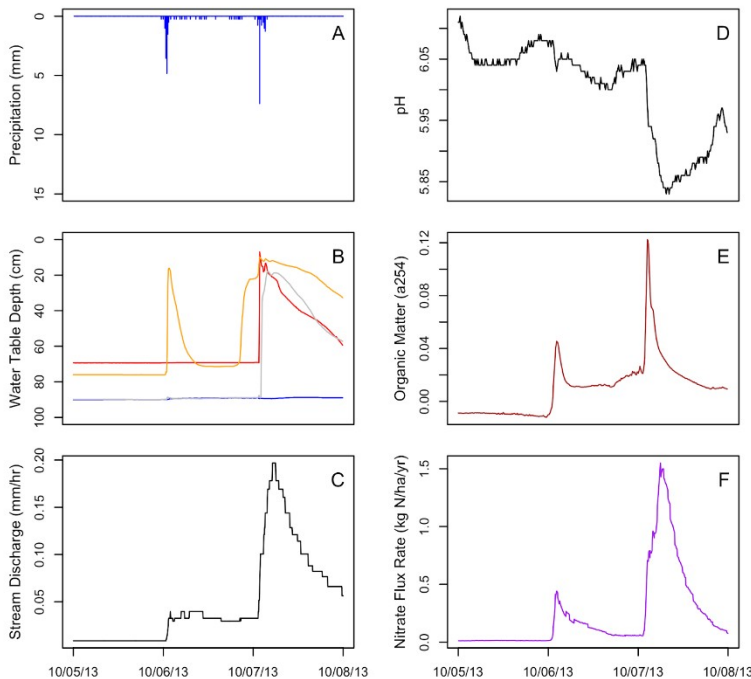 A
Precipitation (mm)
0
5
10
15
D
pH
6.05
5.95
5.85
B
Water Table Depth (cm)
0
20
40
60
80
100
E
Organic Matter (a254)
0.12
0.08
0.04
0.00
C
Stream Discharge (mm/hr)
0.20
0.15
0.10
0.05
10/05/13 10/06/13 10/07/13 10/08/13
F
Nitrate Flux Rate (kg N/ha/yr)
1.5
1.0
0.5
0.0
10/05/13 10/06/13 10/07/13 10/08/13